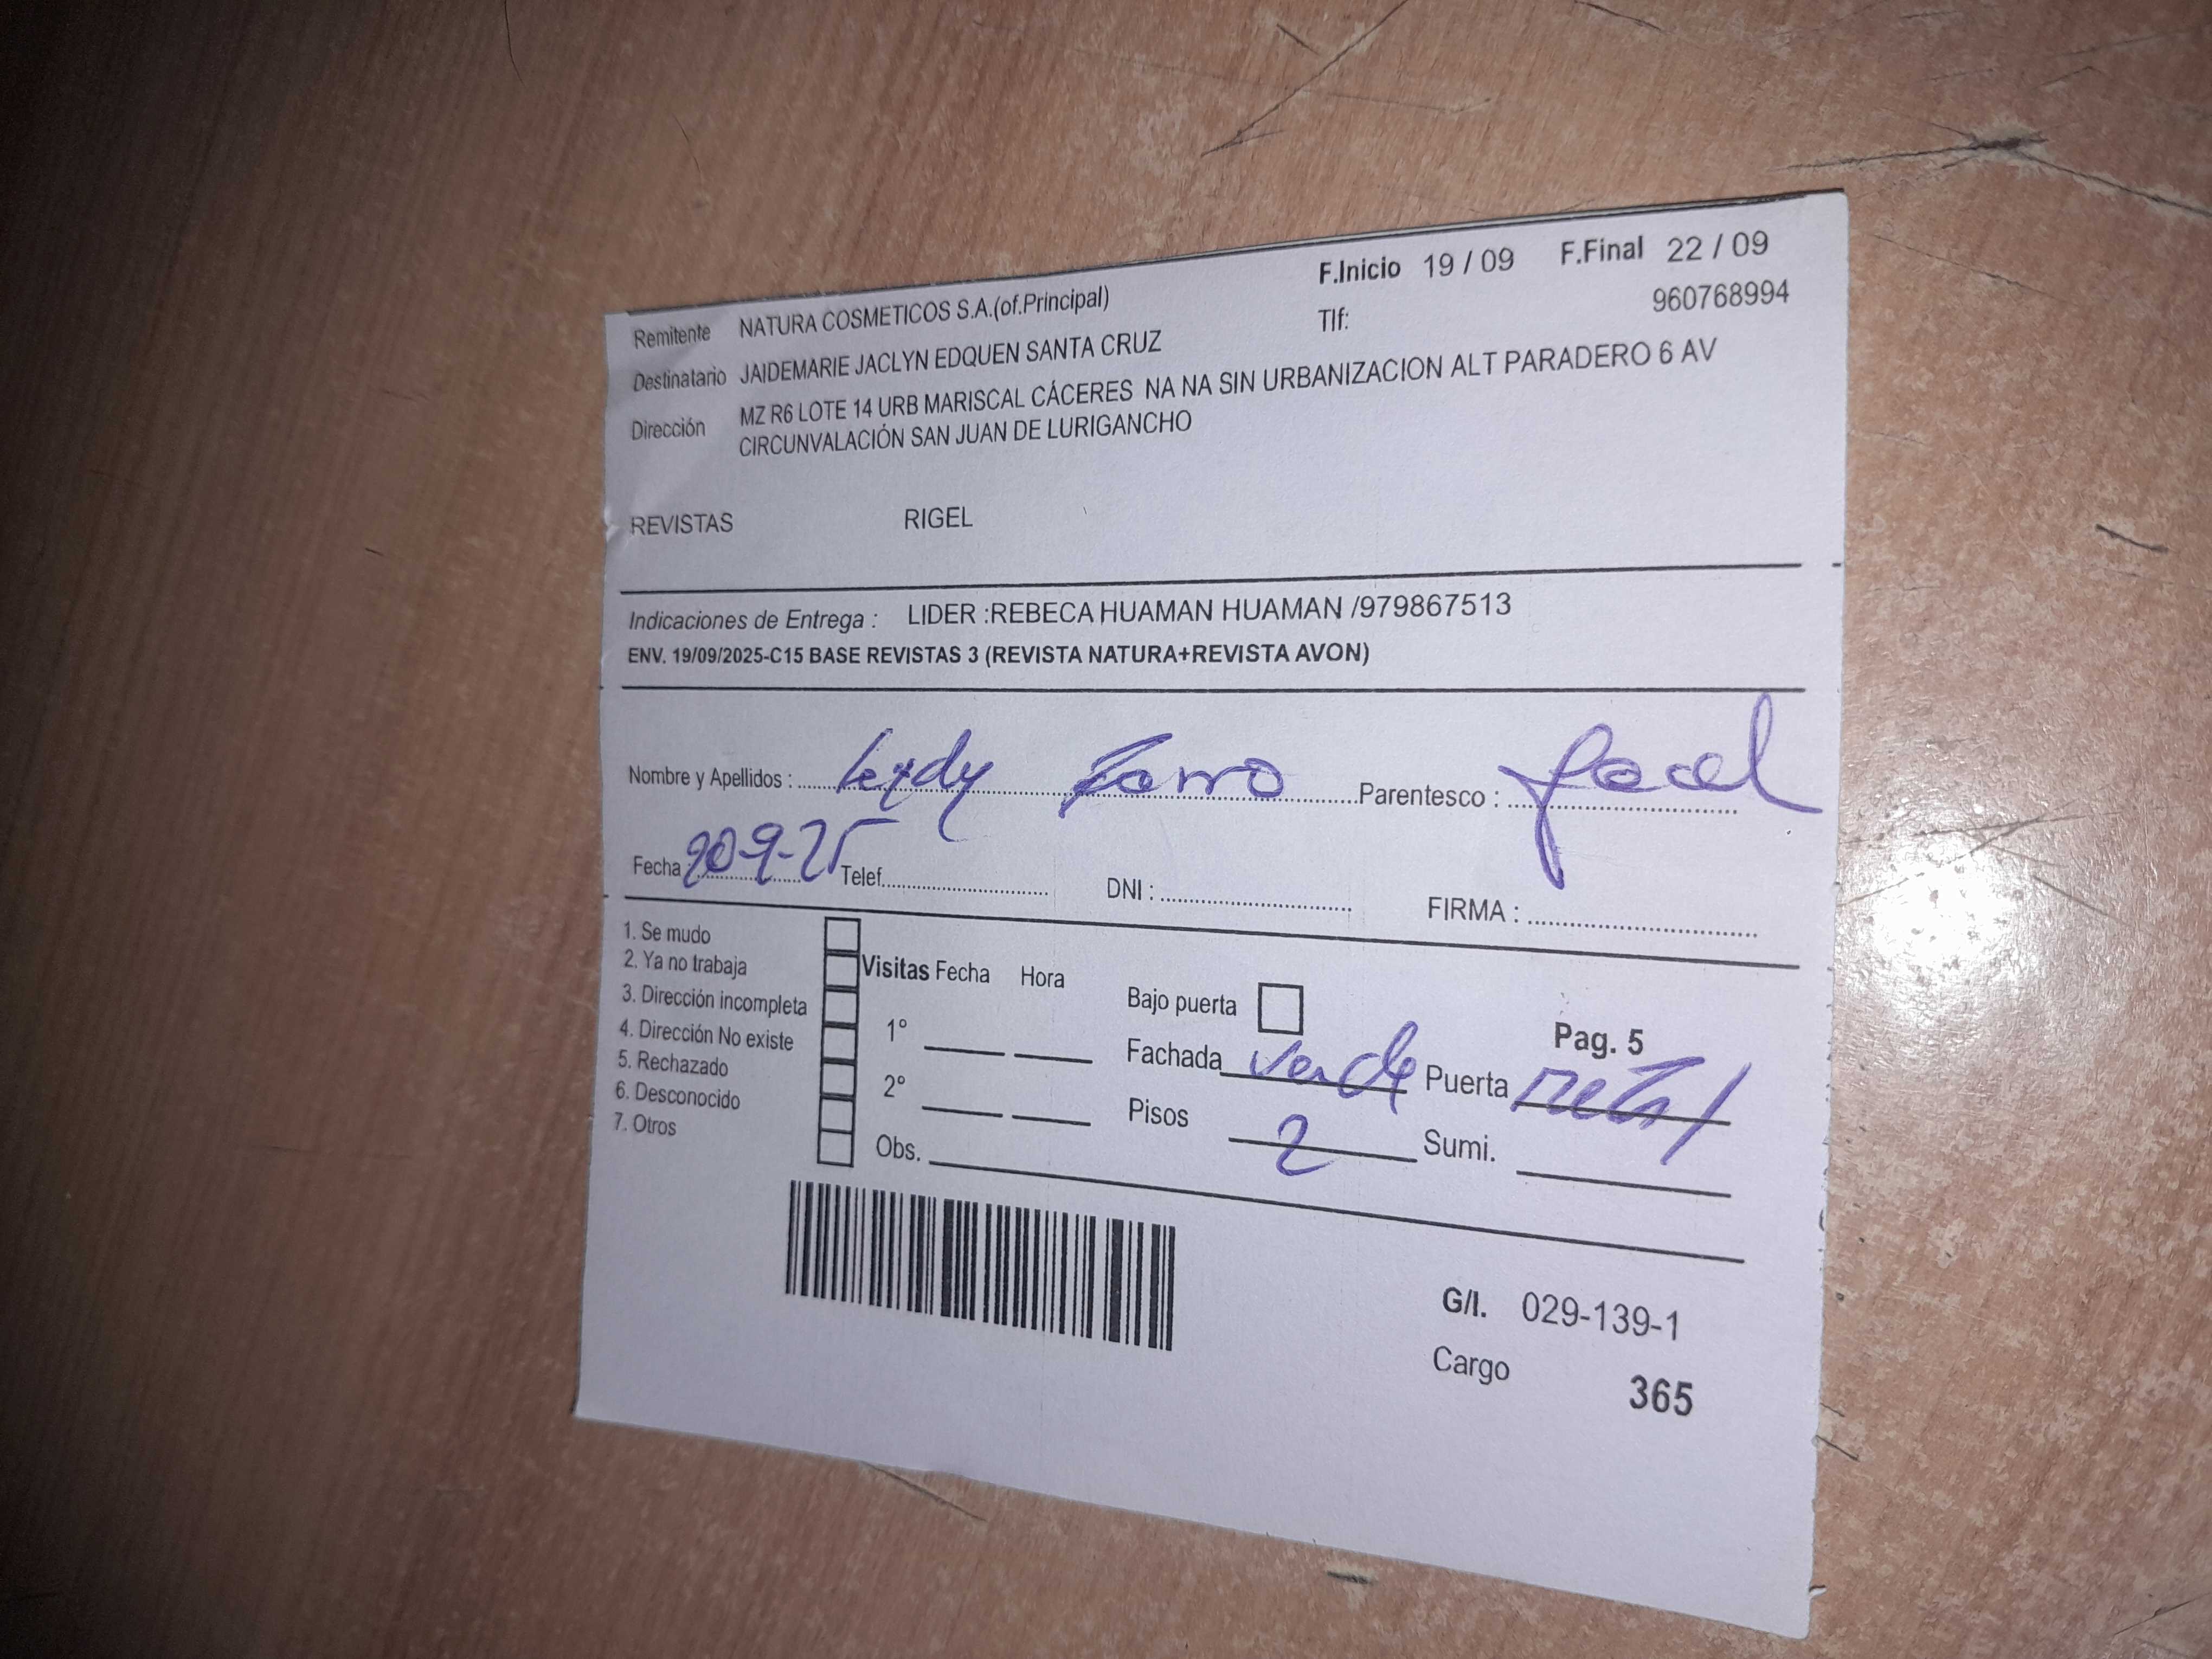 F.Inicio 19 / 09 F.Final 22 / 09
Remitente NATURA COSMETICOS S.A.(of.Principal)
Tlf: 960768994
Destinatario JAIDEMARIE JACLYN EDQUEN SANTA CRUZ
Dirección MZ R6 LOTE 14 URB MARISCAL CÁCERES NA NA SIN URBANIZACION ALT PARADERO 6 AV
CIRCUNVALACIÓN SAN JUAN DE LURIGANCHO
REVISTAS RIGEL
Indicaciones de Entrega : LIDER :REBECA HUAMAN HUAMAN /979867513
ENV. 19/09/2025-C15 BASE REVISTAS 3 (REVISTA NATURA+REVISTA AVON)
Nombre y Apellidos : Parentesco :
Fecha : 20-9-25 Telef. DNI : FIRMA :
1. Se mudo
2. Ya no trabaja
3. Dirección incompleta
4. Dirección No existe
5. Rechazado
6. Desconocido
7. Otros
Visitas Fecha Hora
1°
2°
Obs.
Bajo puerta
Pag. 5
Fachada verde Puerta metal
Pisos 2 Sumi.
G/I. 029-139-1
Cargo 365